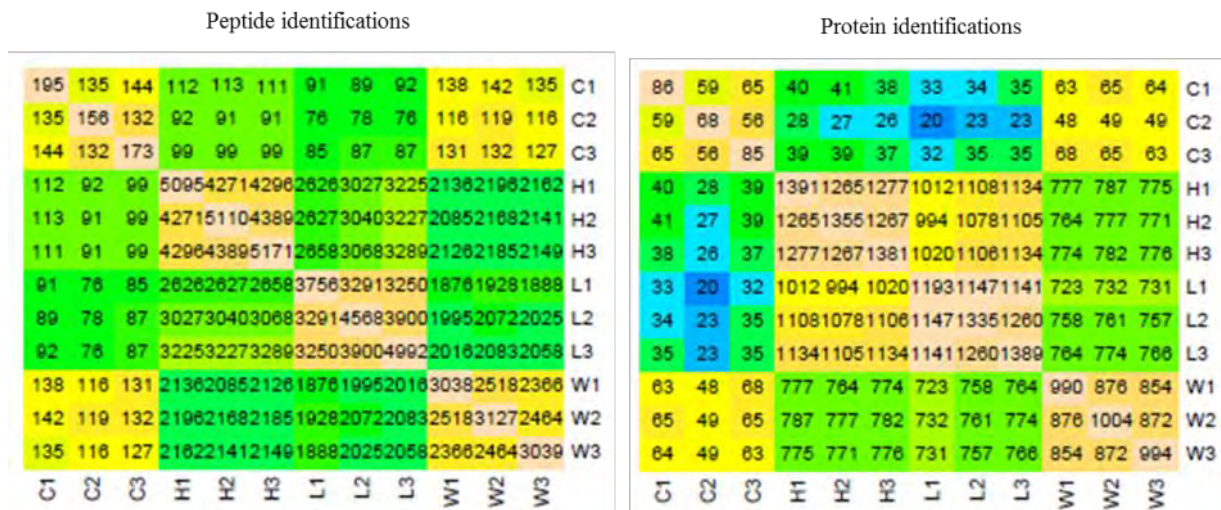 Peptide identifications
195 135 144 112 113 111 91 89 92 138 142 135 C1
135 156 132 92 91 91 76 78 76 116 119 116 C2
144 132 173 99 99 99 85 87 87 131 132 127 C3
112 92 99 5095 4271 4296 2626 3027 3225 2136 2196 2162 H1
113 91 99 4271 5110 4389 2627 3040 3227 2085 2168 2141 H2
111 91 99 4296 4389 5171 2658 3068 3289 2126 2185 2149 H3
91 76 85 2626 2627 2658 3756 3291 3250 1876 1928 1888 L1
89 78 87 3027 3040 3068 3291 4568 3900 1995 2072 2025 L2
92 76 87 3225 3227 3289 3250 3900 4992 2016 2083 2058 L3
138 116 131 2136 2085 2126 1876 1995 2016 3038 2518 2366 W1
142 119 132 2196 2168 2185 1928 2072 2083 2518 3127 2464 W2
135 116 127 2162 2141 2149 1888 2025 2058 2366 2464 3039 W3
C1 C2 C3 H1 H2 H3 L1 L2 L3 W1 W2 W3
Protein identifications
86 59 65 40 41 38 33 34 35 63 65 64 C1
59 68 56 28 27 26 20 23 23 48 49 49 C2
65 56 85 39 39 37 32 35 35 68 65 63 C3
40 28 39 1391 1265 1277 1012 1108 1134 777 787 775 H1
41 27 39 1265 1355 1267 994 1078 1105 764 777 771 H2
38 26 37 1277 1267 1381 1020 1106 1134 774 782 776 H3
33 20 32 1012 994 1020 1193 1147 1141 723 732 731 L1
34 23 35 1108 1078 1106 1147 1335 1260 758 761 757 L2
35 23 35 1134 1105 1134 1141 1260 1389 764 774 766 L3
63 48 68 777 764 774 723 758 764 990 876 854 W1
65 49 65 787 777 782 732 761 774 876 1004 872 W2
64 49 63 775 771 776 731 757 766 854 872 994 W3
C1 C2 C3 H1 H2 H3 L1 L2 L3 W1 W2 W3